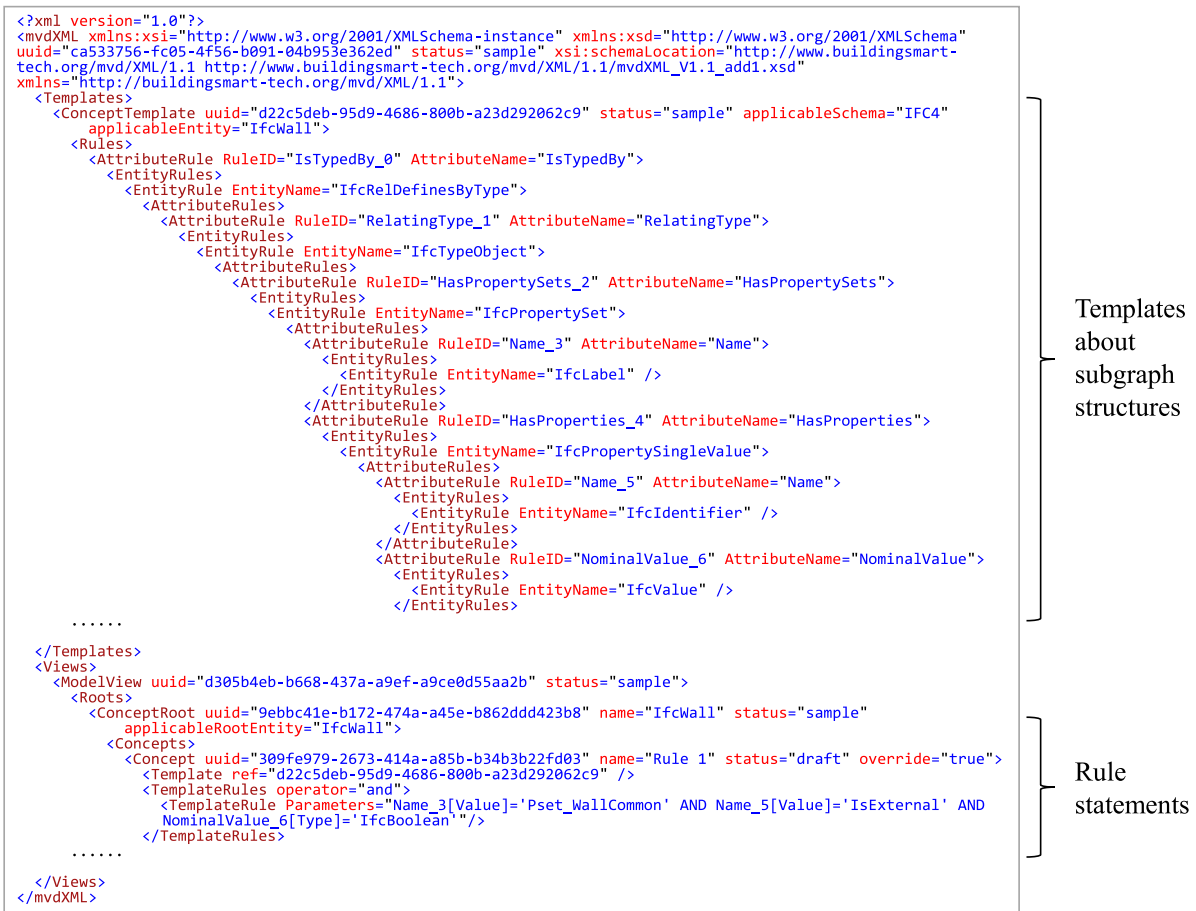 <?xml version="1.0"?>
<mvdXML xmlns:xsi="http://www.w3.org/2001/XMLSchema-instance" xmlns:xsd="http://www.w3.org/2001/XMLSchema"
uuid="ca533756-fc05-4f56-b091-04b953e362ed" status="sample" xsi:schemaLocation="http://www.buildingsmart-
tech.org/mvd/XML/1.1 http://www.buildingsmart-tech.org/mvd/XML/1.1/mvdXML_V1.1_add1.xsd"
xmlns="http://buildingsmart-tech.org/mvd/XML/1.1">
<Templates>
<ConceptTemplate uuid="d22c5deb-95d9-4686-800b-a23d292062c9" status="sample" applicableSchema="IFC4"
applicableEntity="IfcWall">
<Rules>
<AttributeRule RuleID="IsTypedBy_0" AttributeName="IsTypedBy">
<EntityRules>
<EntityRule EntityName="IfcRelDefinesByType">
<AttributeRules>
<AttributeRule RuleID="RelatingType_1" AttributeName="RelatingType">
<EntityRules>
<EntityRule EntityName="IfcTypeObject">
<AttributeRules>
<AttributeRule RuleID="HasPropertySets_2" AttributeName="HasPropertySets">
<EntityRules>
<EntityRule EntityName="IfcPropertySet">
<AttributeRules>
<AttributeRule RuleID="Name_3" AttributeName="Name">
<EntityRules>
<EntityRule EntityName="IfcLabel" />
</EntityRules>
</AttributeRule>
<AttributeRule RuleID="HasProperties_4" AttributeName="HasProperties">
<EntityRules>
<EntityRule EntityName="IfcPropertySingleValue">
<AttributeRules>
<AttributeRule RuleID="Name_5" AttributeName="Name">
<EntityRules>
<EntityRule EntityName="IfcIdentifier" />
</EntityRules>
</AttributeRule>
<AttributeRule RuleID="NominalValue_6" AttributeName="NominalValue">
<EntityRules>
<EntityRule EntityName="IfcValue" />
</EntityRules>
......
Templates
about
subgraph
structures
</Templates>
<Views>
<ModelView uuid="d305b4eb-b668-437a-a9ef-a9ce0d55aa2b" status="sample">
<Roots>
<ConceptRoot uuid="9ebbc41e-b172-474a-a45e-b862ddd423b8" name="IfcWall" status="sample"
applicableRootEntity="IfcWall">
<Concepts>
<Concept uuid="309fe979-2673-414a-a85b-b34b3b22fd03" name="Rule 1" status="draft" override="true">
<Template ref="d22c5deb-95d9-4686-800b-a23d292062c9" />
<TemplateRules operator="and">
<TemplateRule Parameters="Name_3[Value]='Pset_WallCommon' AND Name_5[Value]='IsExternal' AND
NominalValue_6[Type]='IfcBoolean'"/>
</TemplateRules>
......
Rule
statements
</Views>
</mvdXML>